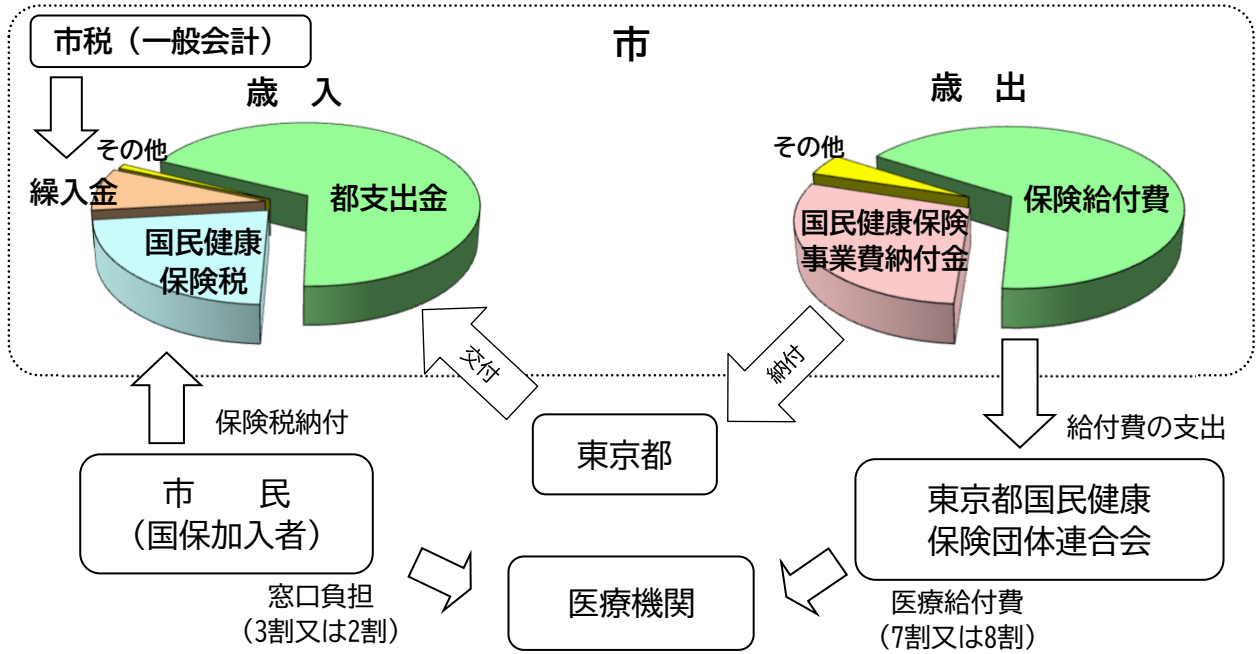 市税（一般会計）
市
歳　入
歳　出
その他
繰入金
都支出金
国民健康
保険税
その他
保険給付費
国民健康保険
事業費納付金
交付
納付
保険税納付
東京都
給付費の支出
市　　民
（国保加入者）
東京都国民健康
保険団体連合会
窓口負担
（3割又は2割）
医療機関
医療給付費
（7割又は8割）